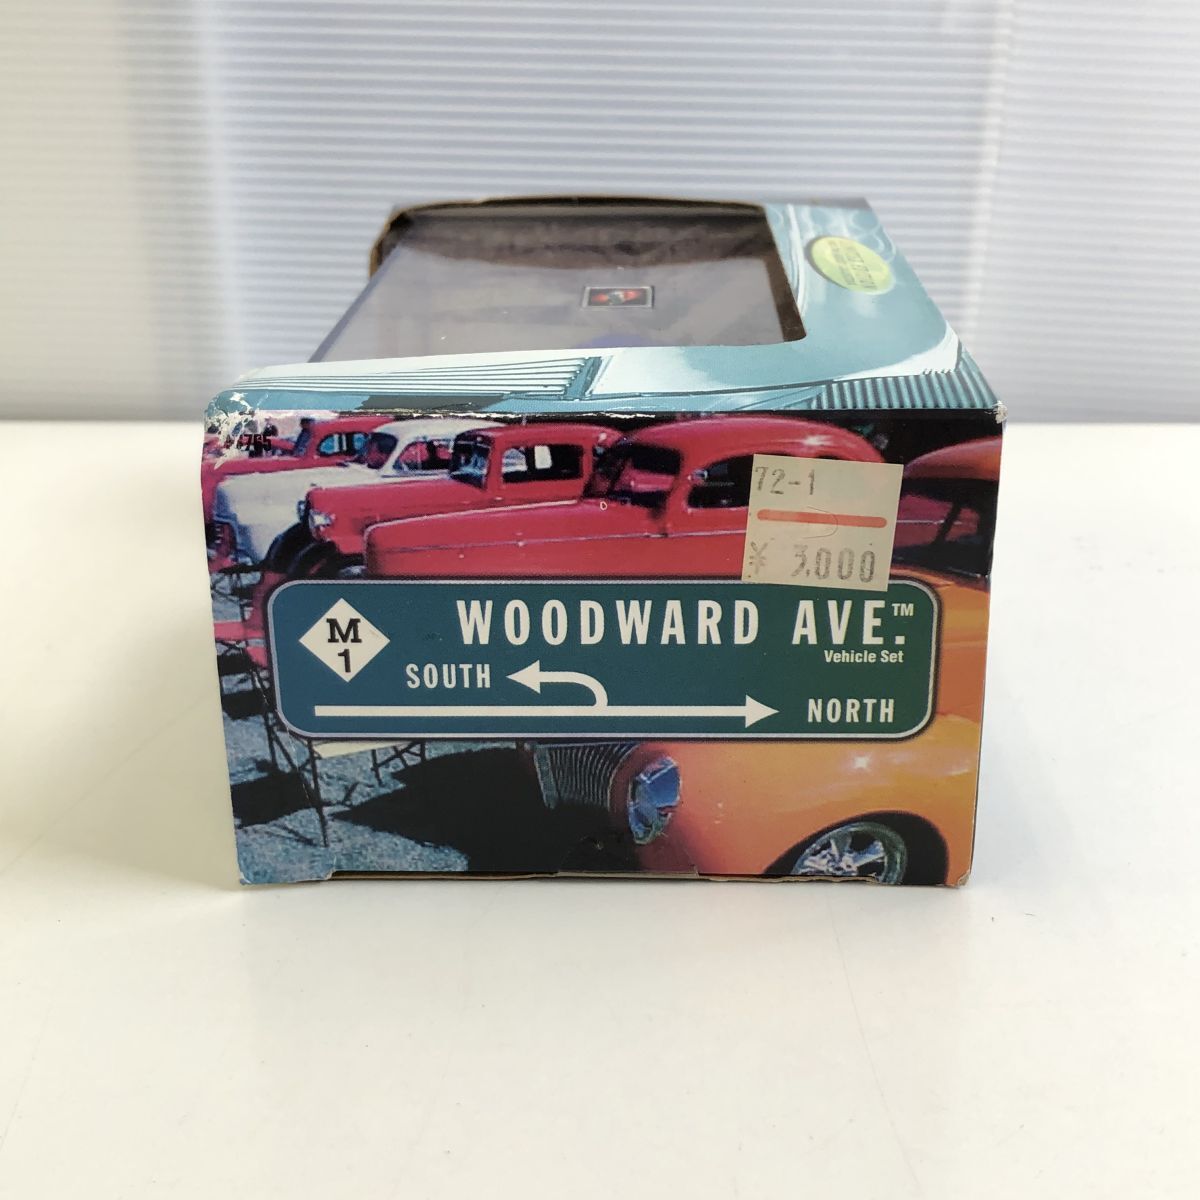 72-1
¥ 3,000
M
1
WOODWARD AVE.™
Vehicle Set
SOUTH
NORTH